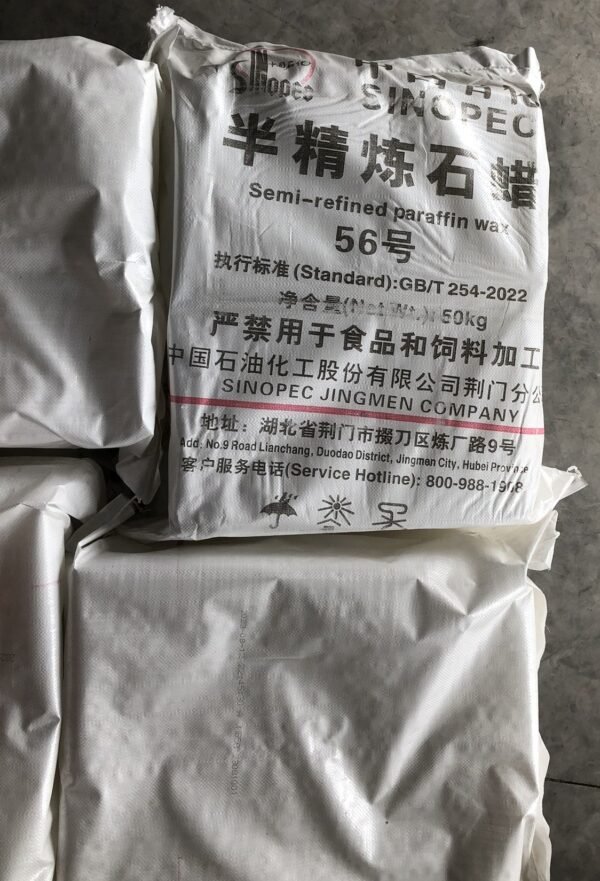 SINOPEC
SINOPEC
半精炼石蜡
Semi-refined paraffin wax
56号
执行标准(Standard):GB/T 254-2022
净含量(Net Wt.): 50kg
严禁用于食品和饲料加工
中国石油化工股份有限公司荆门分公
SINOPEC JINGMEN COMPANY
地址：湖北省荆门市掇刀区炼厂路9号
Add: No.9 Road Lianchang, Duodao District, Jingmen City, Hubei Province
客户服务电话(Service Hotline): 800-988-1968